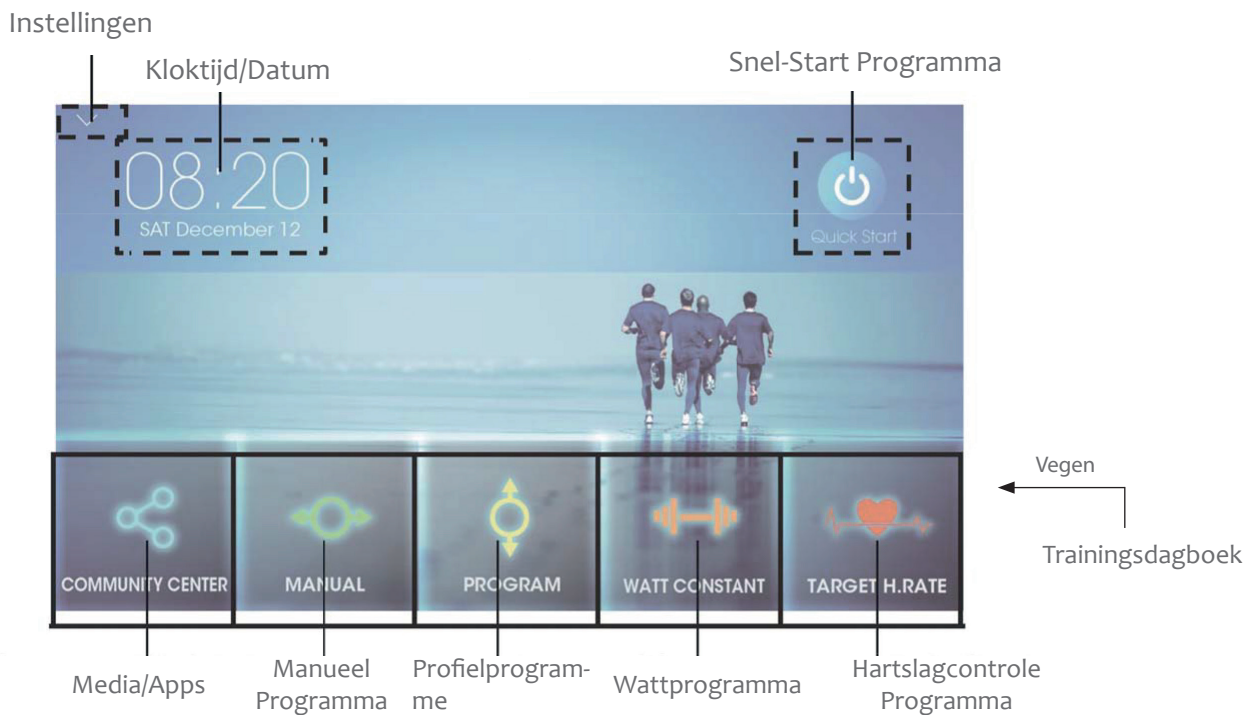 Instellingen
Kloktijd/Datum
Snel-Start Programma
08:20
SAT December 12
Quick Start
Vegen
Trainingsdagboek
COMMUNITY CENTER
MANUAL
PROGRAM
WATT CONSTANT
TARGET H.RATE
Media/Apps
Manueel
Programma
Profielprogram-
me
Wattprogramma
Hartslagcontrole
Programma